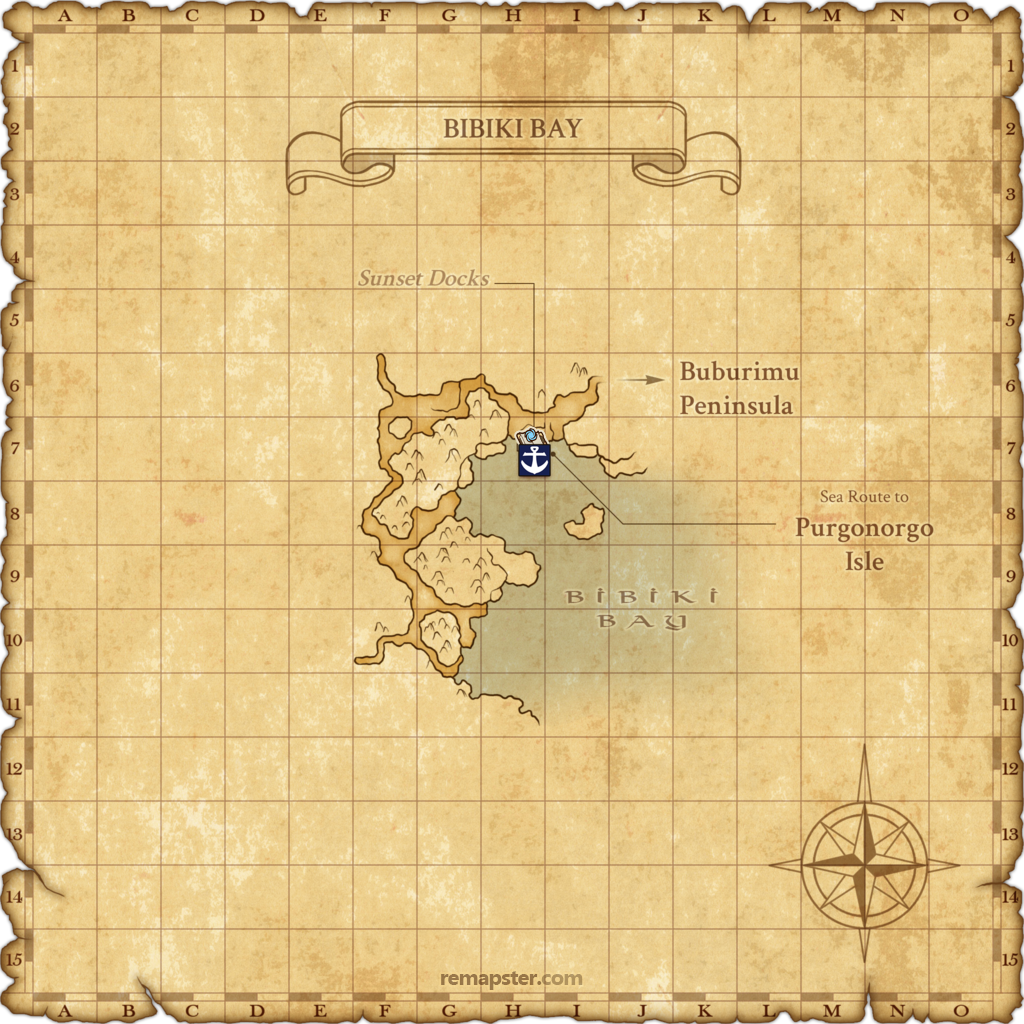 A B C D E F G H I J K L M N O
1 1
BIBIKI BAY
2 2
3 3
4 4
Sunset Docks
5 5
Buburimu
6 6
Peninsula
7 7
Sea Route to
8 8
Purgonorgo
Isle
9 9
BIBIKI
BAY
10 10
11 11
12 12
13 13
14 14
15 15
remapster.com
A B C D E F G H I J K L M N O